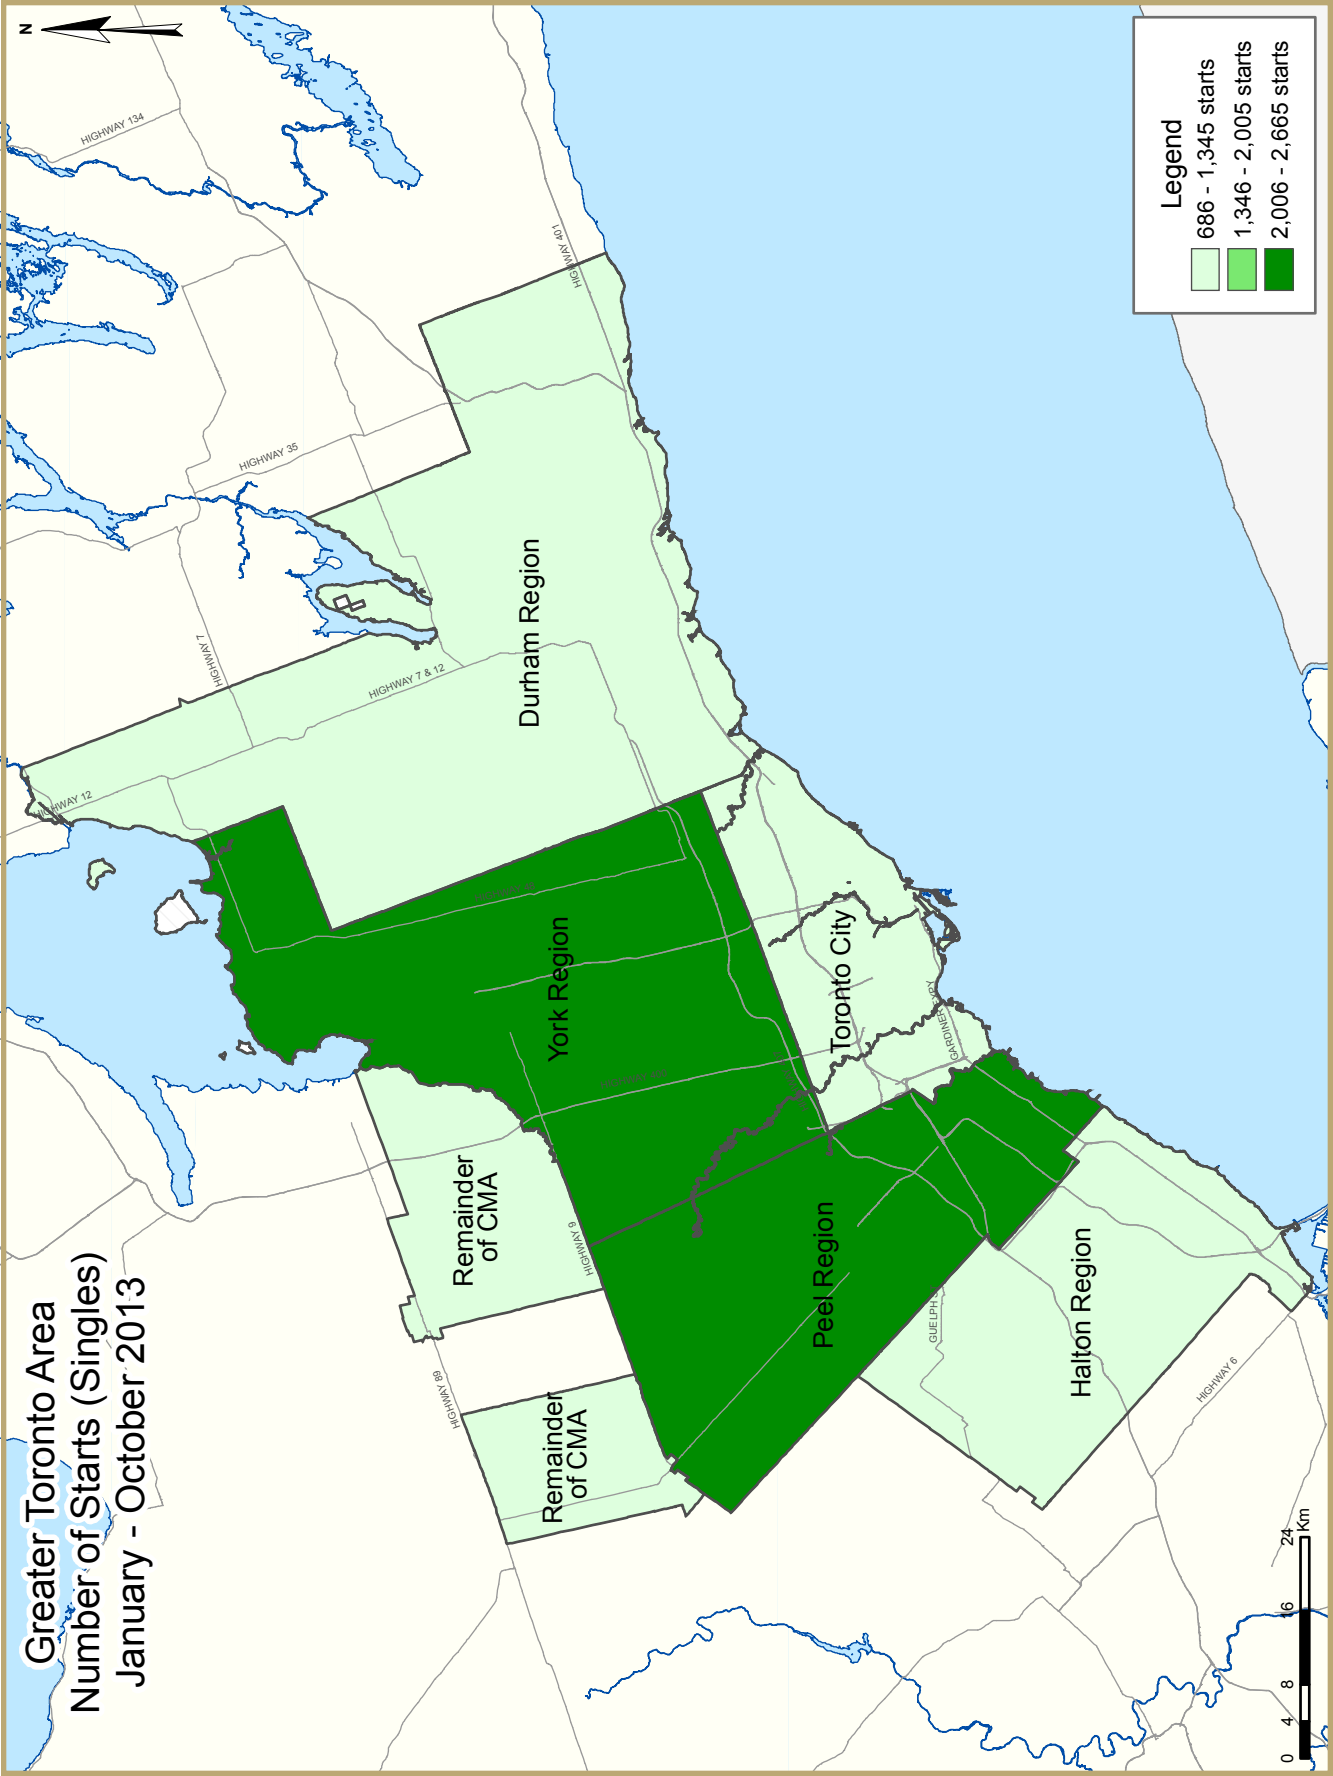 Greater Toronto Area
Number of Starts (Singles)
January - October 2013
N
HIGHWAY 134
HIGHWAY 401
HIGHWAY 35
HIGHWAY 7
HIGHWAY 7 & 12
HIGHWAY 12
Durham Region
York Region
Toronto City
GARDINER EXPY
Remainder
of CMA
HIGHWAY 9
HIGHWAY 89
Remainder
of CMA
Peel Region
GUELPH
Halton Region
HIGHWAY 6
Legend
686 - 1,345 starts
1,346 - 2,005 starts
2,006 - 2,665 starts
0 4 8 16 24
Km